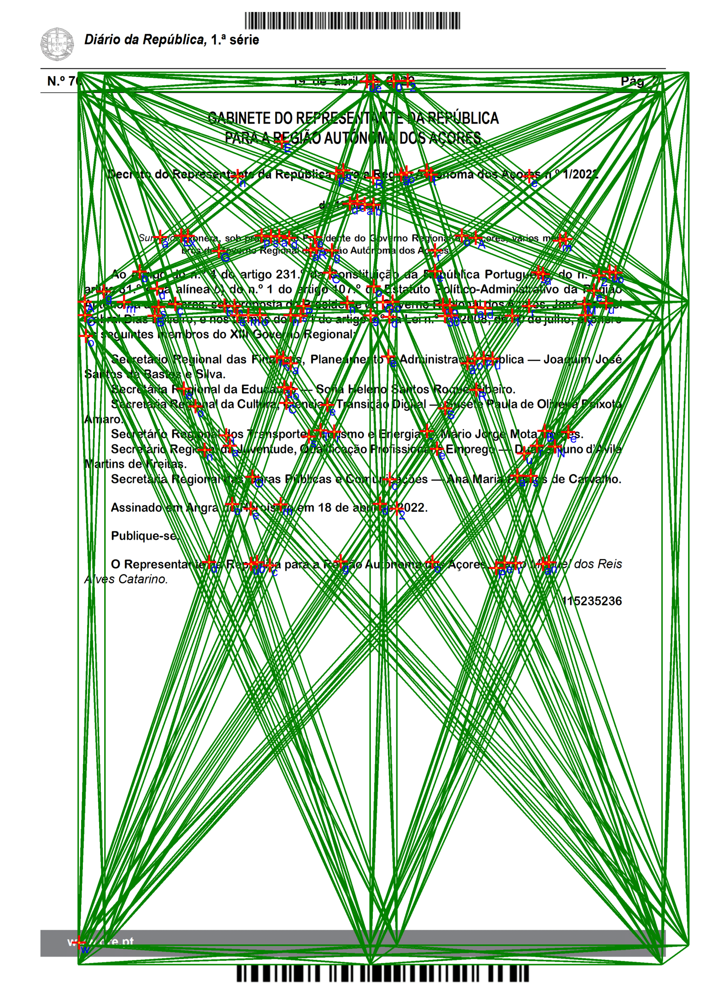 Diário da República, 1.ª série
N.º 76 19 de abril de 2022 Pág. 2
GABINETE DO REPRESENTANTE DA REPÚBLICA
PARA A REGIÃO AUTÓNOMA DOS AÇORES
Decreto do Representante da República para a Região Autónoma dos Açores n.º 1/2022
de 19 de abril
Sumário: Exonera, sob proposta do Presidente do Governo Regional dos Açores, vários mem-
bros do Governo Regional da Região Autónoma dos Açores.
Ao abrigo do n.º 4 do artigo 231.º da Constituição da República Portuguesa, do n.º 2 do
artigo 81.º e da alínea b) do n.º 1 do artigo 107.º do Estatuto Político-Administrativo da Região
Autónoma dos Açores, sob proposta do Presidente do Governo Regional dos Açores, José Manuel
Cabral Dias Bolieiro, e nos termos do n.º 1 do artigo º da Lei n.º 30/2008, de 10 de julho, exonero
os seguintes membros do XIII Governo Regional:
Secretário Regional das Finanças, Planeamento e Administração Pública — Joaquim José
Santos de Bastos e Silva.
Secretária Regional da Educação — Sofia Heleno Santos Roque Ribeiro.
Secretária Regional da Cultura, Ciência e Transição Digital — Susete Paula de Oliveira Peixoto
Amaro.
Secretário Regional dos Transportes, Turismo e Energia — Mário Jorge Mota Borges.
Secretário Regional da Juventude, Qualificação Profissional e Emprego — Duarte Nuno d’Ávila
Martins de Freitas.
Secretária Regional das Obras Públicas e Comunicações — Ana Maria Barros de Carvalho.
Assinado em Angra do Heroísmo em 18 de abril de 2022.
Publique-se.
O Representante da República para a Região Autónoma dos Açores, Pedro Manuel dos Reis
Alves Catarino.
115235236
www.dre.pt